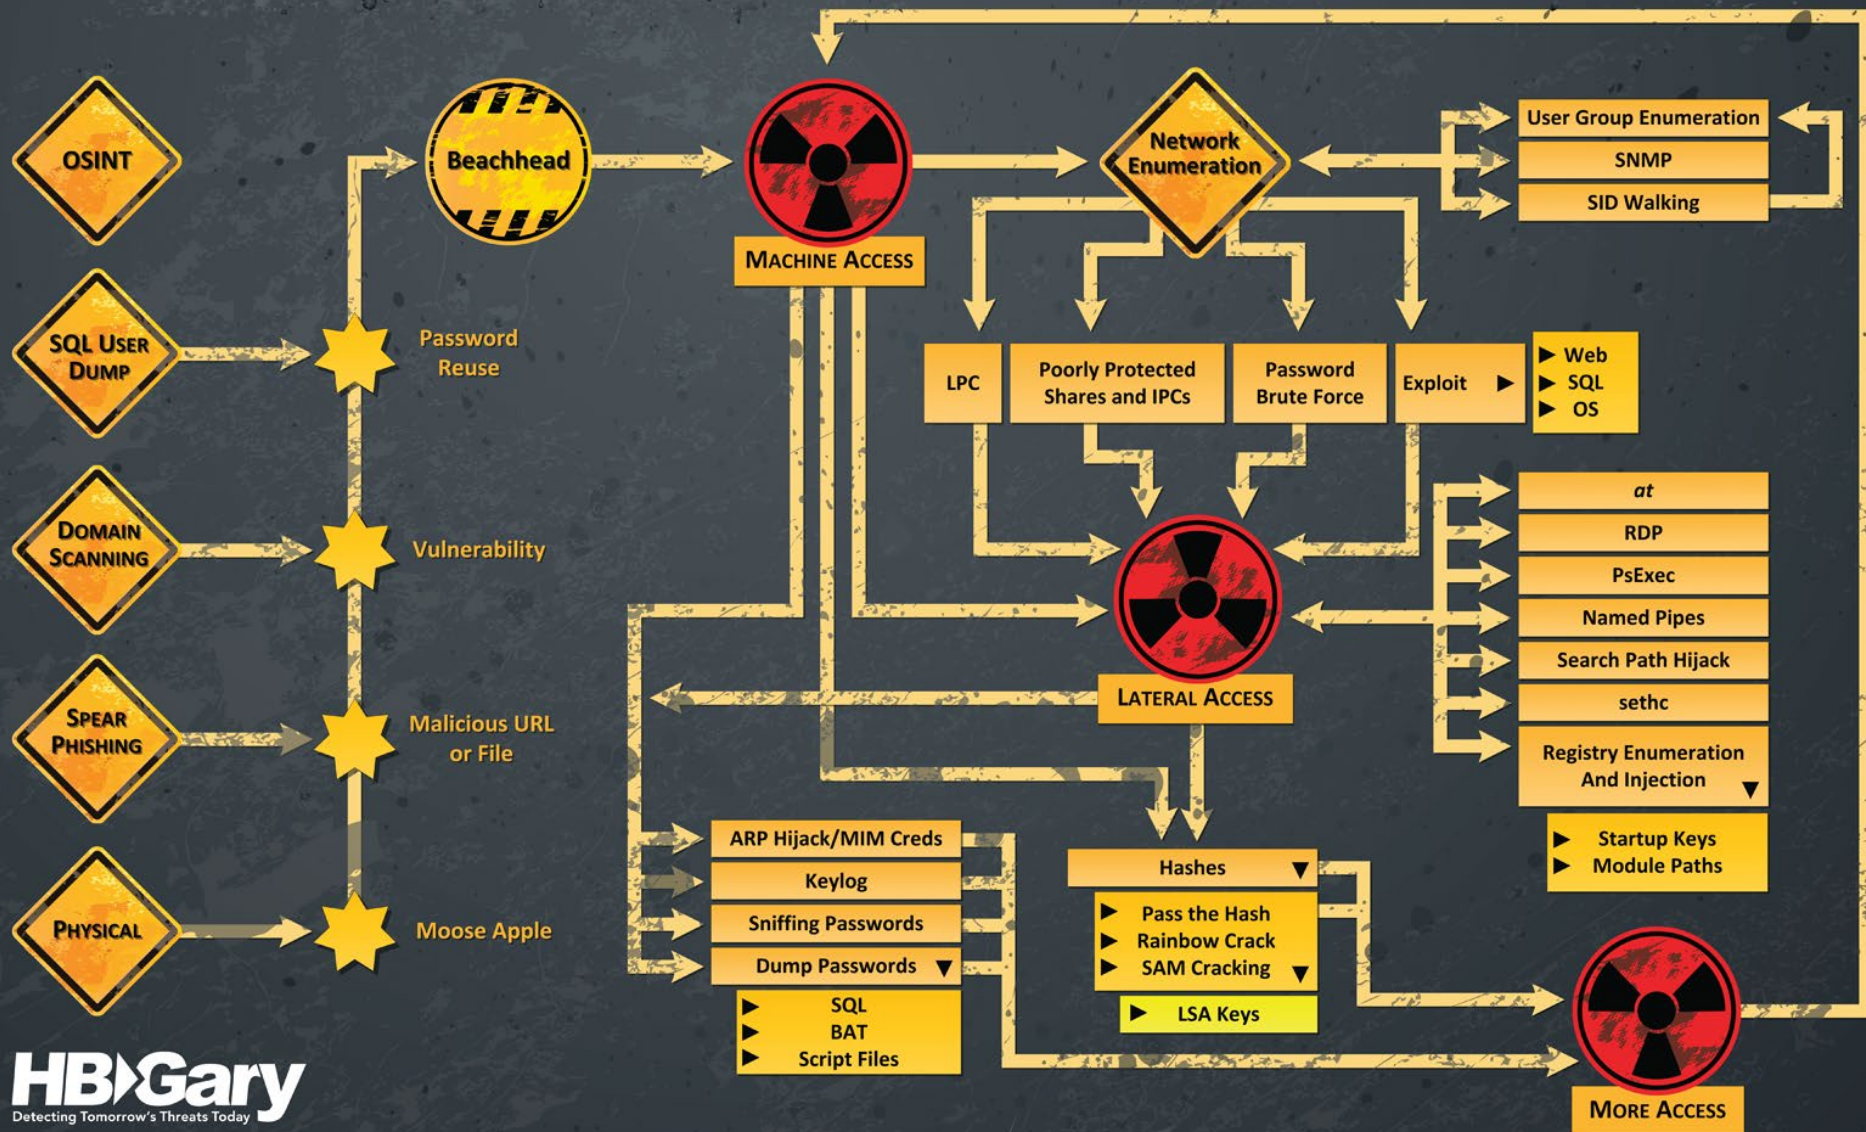 OSINT
SQL USER
DUMP
DOMAIN
SCANNING
SPEAR
PHISHING
PHYSICAL
Password
Reuse
Vulnerability
Malicious URL
or File
Moose Apple
Beachhead
MACHINE ACCESS
Network
Enumeration
User Group Enumeration
SNMP
SID Walking
LPC
Poorly Protected
Shares and IPCs
Password
Brute Force
Exploit
Web
SQL
OS
LATERAL ACCESS
at
RDP
PsExec
Named Pipes
Search Path Hijack
sethc
Registry Enumeration
And Injection
Startup Keys
Module Paths
ARP Hijack/MIM Creds
Keylog
Sniffing Passwords
Dump Passwords
SQL
BAT
Script Files
Hashes
Pass the Hash
Rainbow Crack
SAM Cracking
LSA Keys
MORE ACCESS
HBGary
Detecting Tomorrow's Threats Today